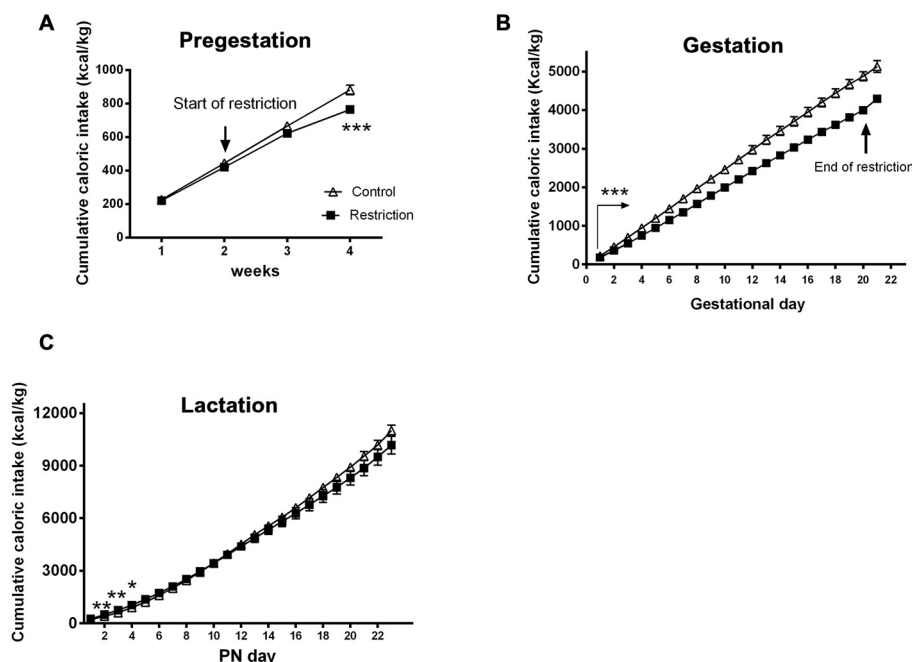 A
Pregestation
Cumulative caloric intake (kcal/kg)
1000
800
600
400
200
0
Start of restriction
***
Control
Restriction
1 2 3 4
weeks
B
Gestation
Cumulative caloric intake (Kcal/kg)
5000
4000
3000
2000
1000
0
***
End of restriction
0 2 4 6 8 10 12 14 16 18 20 22
Gestational day
C
Lactation
Cumulative caloric intake (kcal/kg)
12000
9000
6000
3000
0
** ** *
2 4 6 8 10 12 14 16 18 20 22
PN day